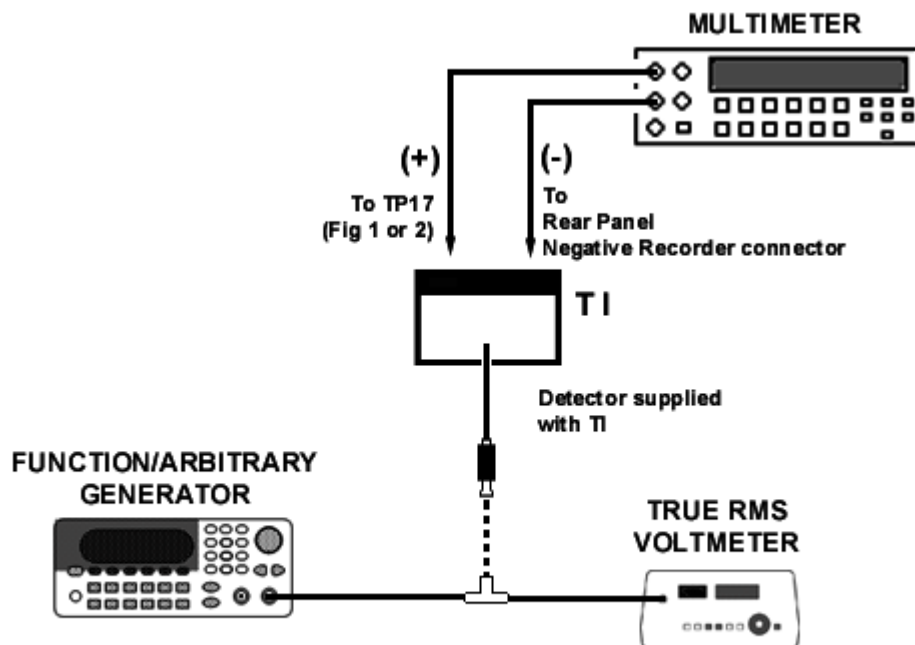 MULTIMETER
(+)
To TP17
(Fig 1 or 2)
(-)
To
Rear Panel
Negative Recorder connector
TI
Detector supplied
with TI
FUNCTION/ARBITRARY
GENERATOR
TRUE RMS
VOLTMETER